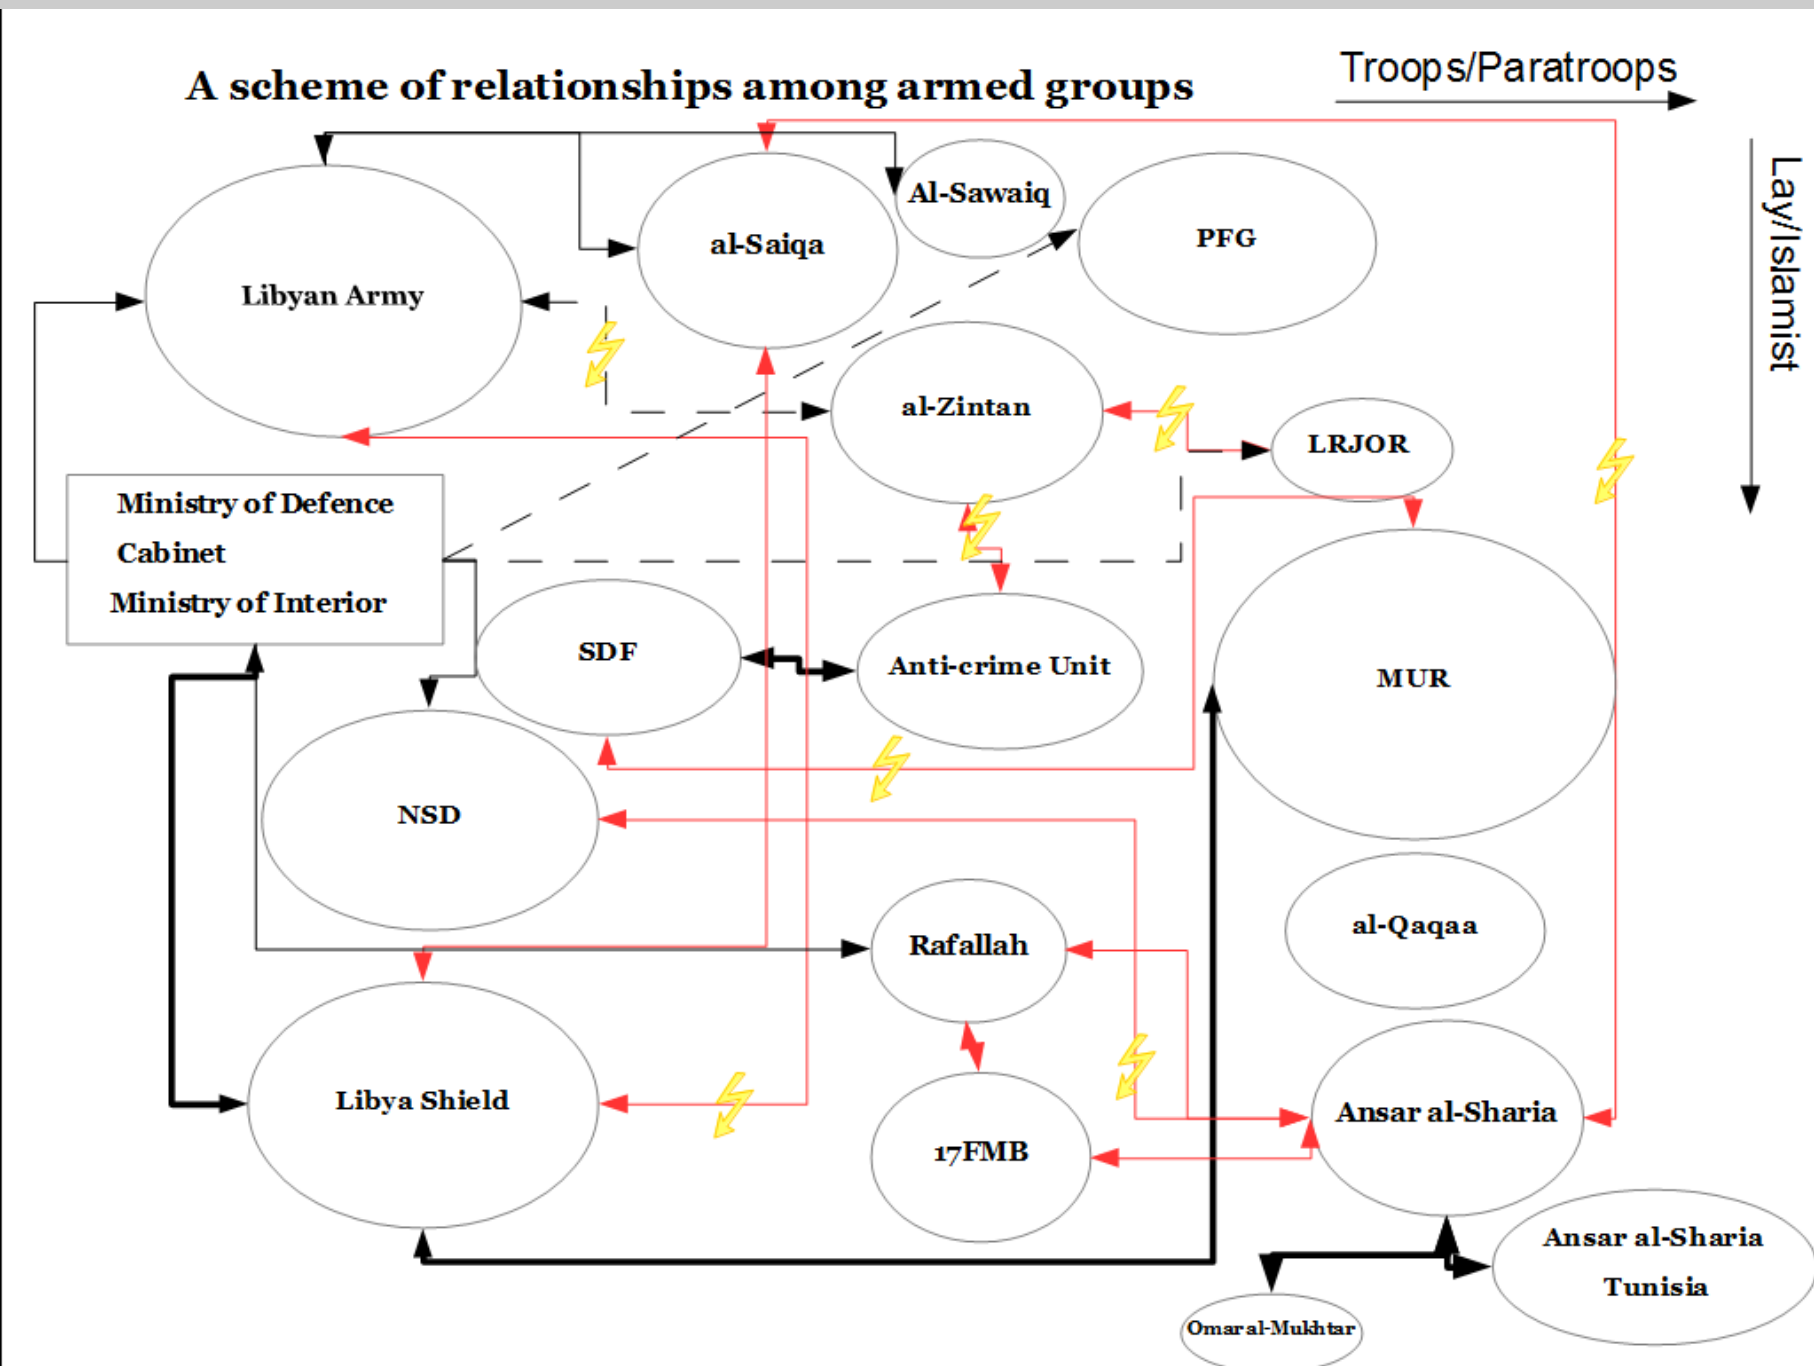 A scheme of relationships among armed groups
Troops/Paratroops
Lay/Islamist
Al-Sawaiq
al-Saiqa
PFG
Libyan Army
al-Zintan
LRJOR
Ministry of Defence
Cabinet
Ministry of Interior
SDF
Anti-crime Unit
MUR
NSD
al-Qaqaa
Rafallah
Libya Shield
Ansar al-Sharia
17FMB
Ansar al-Sharia
Tunisia
Omar al-Mukhtar